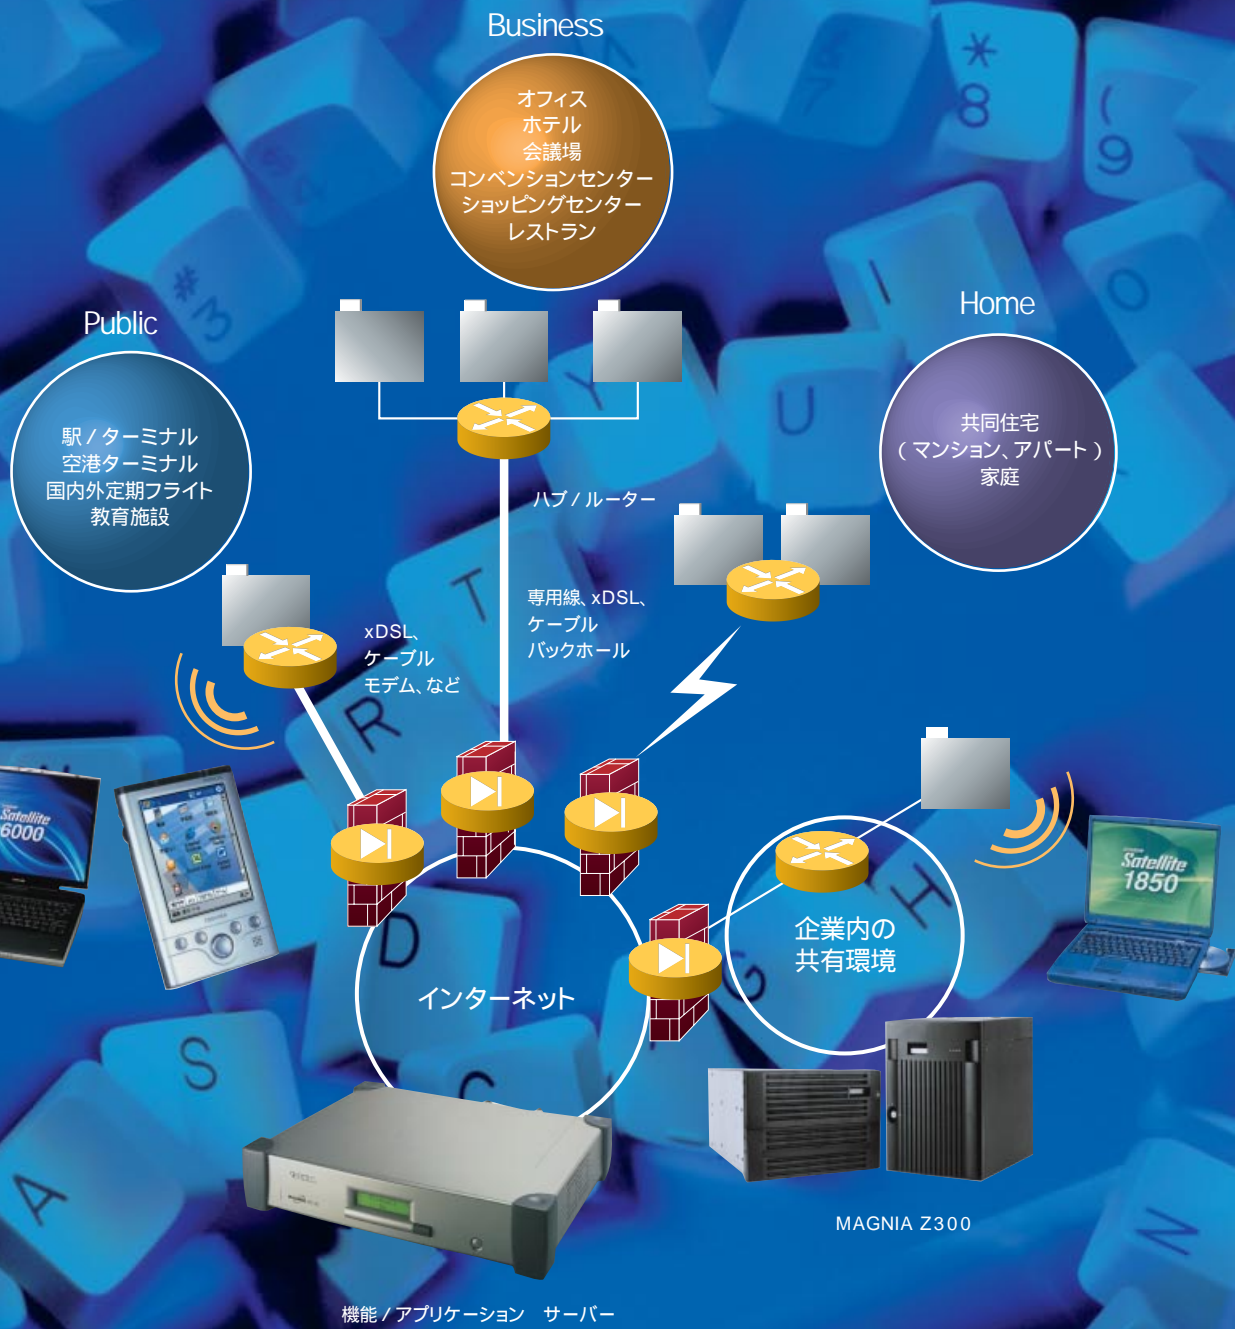 Business
オフィス
ホテル
会議場
コンベンションセンター
ショッピングセンター
レストラン
Public
駅 / ターミナル
空港ターミナル
国内外定期フライト
教育施設
Home
共同住宅
( マンション、アパート )
家庭
ハブ / ルーター
専用線、xDSL、
ケーブル
バックホール
xDSL、
ケーブル
モデム、など
Satellite
6000
Satellite
1850
企業内の
共有環境
インターネット
MAGNIA Z300
機能 / アプリケーション　サーバー
*
8
(
9
7
#
3
I
O
Y
U
T
R
D
G
H
S
A
C
N